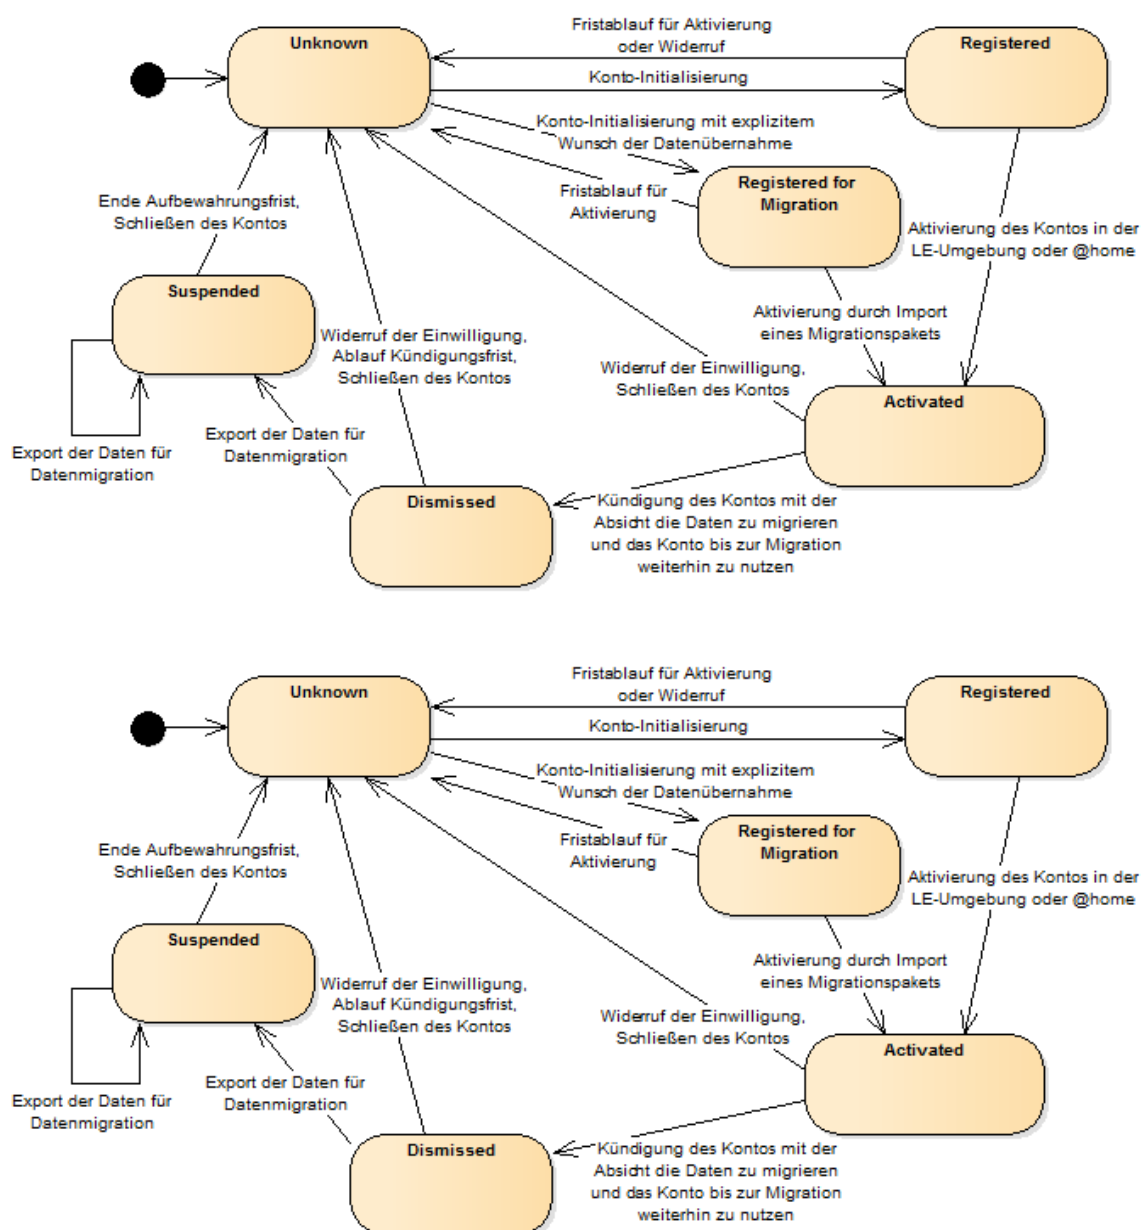 Unknown
Fristablauf für Aktivierung
oder Widerruf
Registered
Konto-Initialisierung
Konto-Initialisierung mit explizitem
Wunsch der Datenübernahme
Registered for
Migration
Fristablauf für
Aktivierung
Ende Aufbewahrungsfrist,
Schließen des Kontos
Aktivierung des Kontos in der
LE-Umgebung oder @home
Suspended
Aktivierung durch Import
eines Migrationspakets
Widerruf der Einwilligung,
Ablauf Kündigungsfrist,
Schließen des Kontos
Widerruf der Einwilligung,
Schließen des Kontos
Activated
Export der Daten für
Datenmigration
Export der Daten für
Datenmigration
Dismissed
Kündigung des Kontos mit der
Absicht die Daten zu migrieren
und das Konto bis zur Migration
weiterhin zu nutzen
Unknown
Fristablauf für Aktivierung
oder Widerruf
Registered
Konto-Initialisierung
Konto-Initialisierung mit explizitem
Wunsch der Datenübernahme
Registered for
Migration
Fristablauf für
Aktivierung
Ende Aufbewahrungsfrist,
Schließen des Kontos
Aktivierung des Kontos in der
LE-Umgebung oder @home
Suspended
Aktivierung durch Import
eines Migrationspakets
Widerruf der Einwilligung,
Ablauf Kündigungsfrist,
Schließen des Kontos
Widerruf der Einwilligung,
Schließen des Kontos
Activated
Export der Daten für
Datenmigration
Export der Daten für
Datenmigration
Dismissed
Kündigung des Kontos mit der
Absicht die Daten zu migrieren
und das Konto bis zur Migration
weiterhin zu nutzen